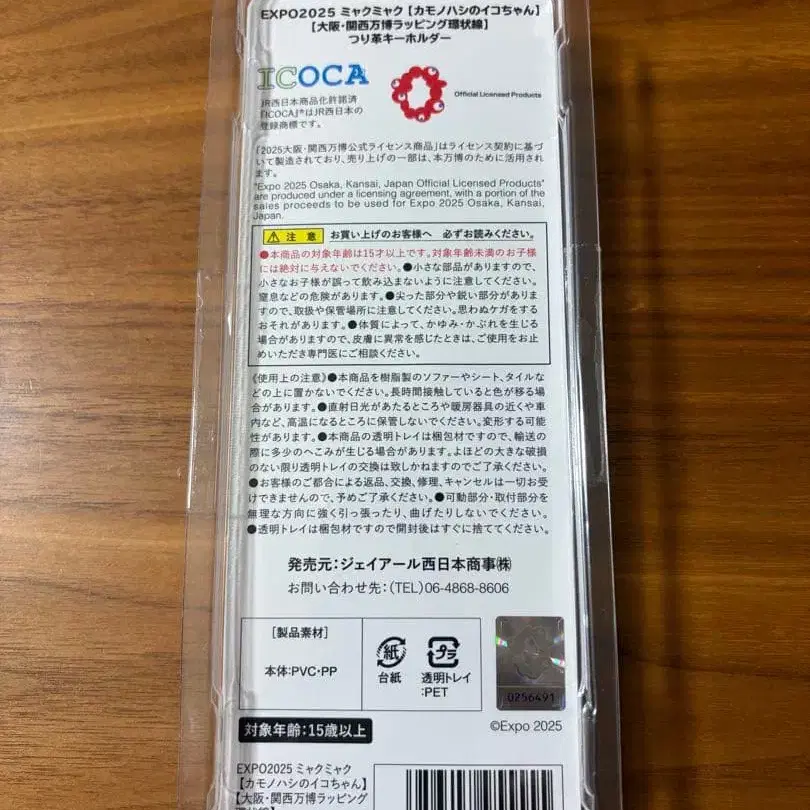 EXPO2025 ミャクミャク【カモノハシのイコちゃん】
【大阪・関西万博ラッピング環状線】
つり革キーホルダー
ICOCA
JR西日本商品化許諾済
「ICOCA」®はJR西日本の
登録商標です。
Official Licensed Products
「2025大阪・関西万博公式ライセンス商品」はライセンス契約に基づ
いて製造されており、売り上げの一部は、本万博のために活用され
ます。
"Expo 2025 Osaka, Kansai, Japan Official Licensed Products"
are produced under a licensing agreement, with a portion of the
sales proceeds to be used for Expo 2025 Osaka, Kansai,
Japan.
⚠ 注意 お買い上げのお客様へ 必ずお読みください。
●本商品の対象年齢は15才以上です。対象年齢未満のお子様
には絶対に与えないでください。●小さな部品がありますので、
小さなお子様が誤って飲み込まないように注意してください。
窒息などの危険があります。●尖った部分や鋭い部分がありま
すので、取扱や保管場所に注意してください。思わぬケガをする
おそれがあります。●体質によって、かゆみ・かぶれを生じる
場合がありますので、皮膚に異常を感じたときは、ご使用をお止
めいただき専門医にご相談ください。
《使用上の注意》●本商品を樹脂製のソファーやシート、タイルな
どの上に置かないでください。長時間接触していると色が移る場
合があります。●直射日光があたるところや暖房器具の近くや車
内など、高温になるところに保管しないでください。変形する可能
性があります。●本商品の透明トレイは梱包材ですので、輸送の
際に多少のへこみが生じる場合があります。よほどの大きな破損
のない限り透明トレイの交換は致しかねますのでご了承ください。
●お客様のご都合による返品、交換、修理、キャンセルは一切お受
けできませんので、予めご了承ください。●可動部分・取付部分を
無理な方向に強く引っ張ったり、曲げたりしないでください。
●透明トレイは梱包材ですので開封後はすぐに捨ててください。
発売元：ジェイアール西日本商事㈱
お問い合わせ先：（TEL）06-4868-8606
［製品素材］
本体：PVC・PP
紙
台紙
プラ
透明トレイ
：PET
0256491
©Expo 2025
対象年齢：15歳以上
EXPO2025 ミャクミャク
【カモノハシのイコちゃん】
【大阪・関西万博ラッピング
環状線】